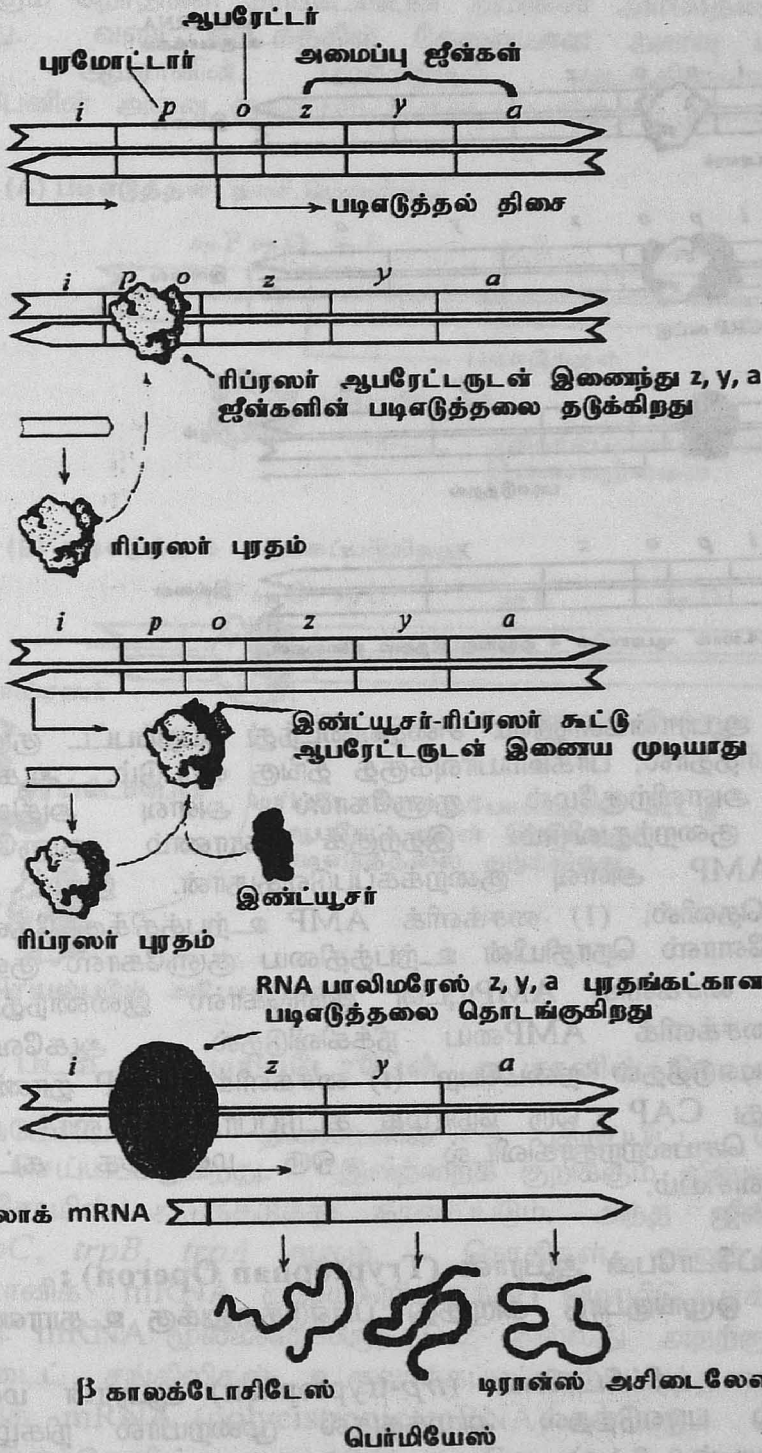 ஆபரேட்டர்
புரமோட்டார் அமைப்பு ஜீன்கள்
i p o z y a
படிஎடுத்தல் திசை
i p o z y a
ரிப்ரஸர் ஆபரேட்டருடன் இணைந்து z, y, a
ஜீன்களின் படிஎடுத்தலை தடுக்கிறது
ரிப்ரஸர் புரதம்
i p o z y a
இண்ட்யூசர்-ரிப்ரஸர் கூட்டு
ஆபரேட்டருடன் இணைய முடியாது
இண்ட்யூசர்
ரிப்ரஸர் புரதம்
RNA பாலிமரேஸ் z, y, a புரதங்கட்கான
படிஎடுத்தலை தொடங்குகிறது
i z y a
லாக் mRNA
β காலக்டோசிடேஸ் டிரான்ஸ் அசிடைலே
பெர்மியேஸ்